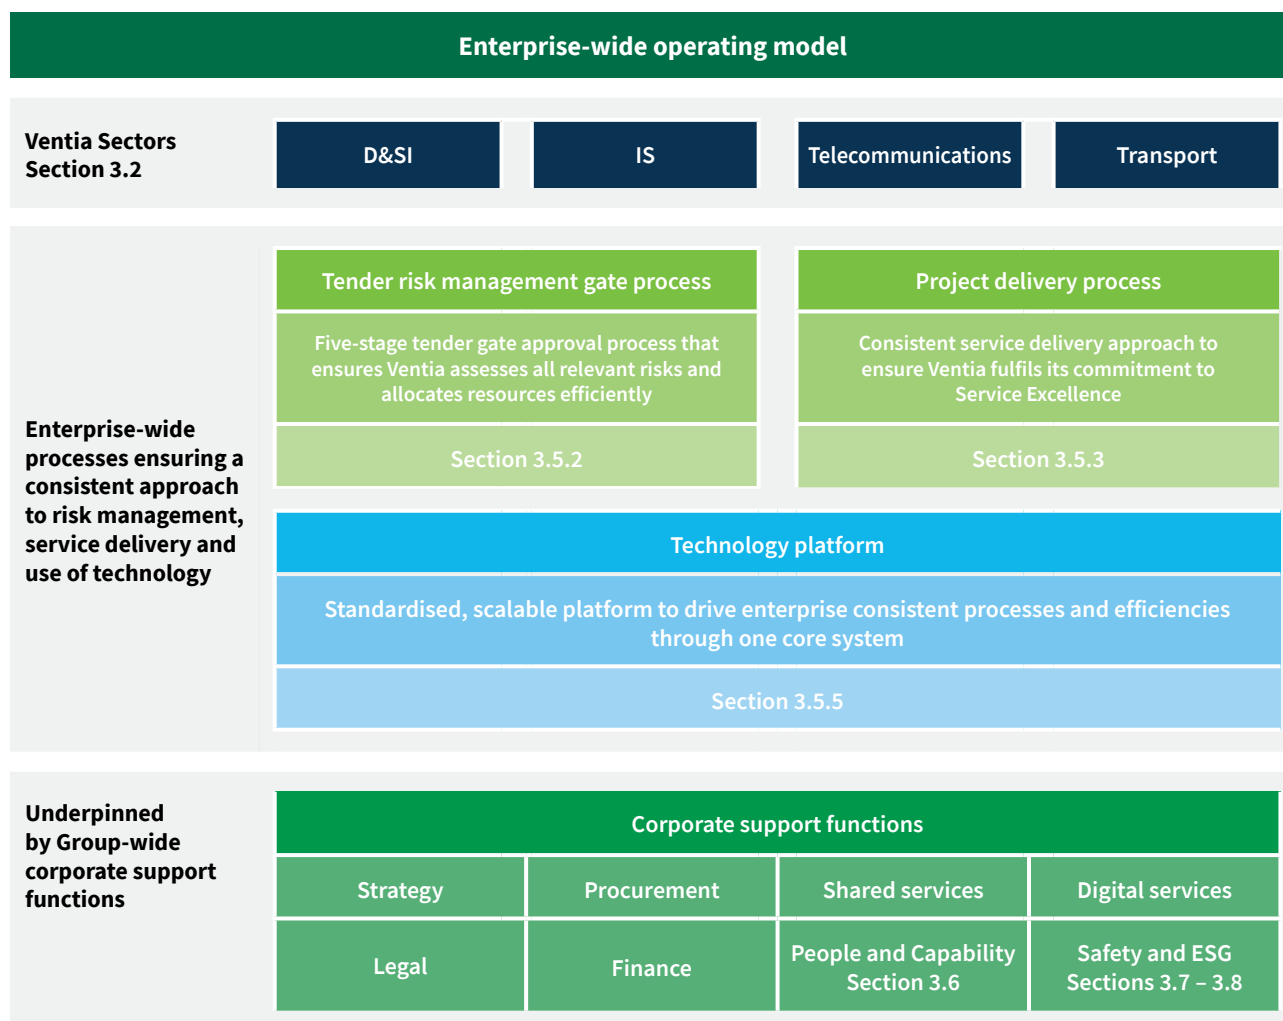 Enterprise-wide operating model
Ventia Sectors
Section 3.2
D&SI
IS
Telecommunications
Transport
Enterprise-wide
processes ensuring a
consistent approach
to risk management,
service delivery and
use of technology
Tender risk management gate process
Five-stage tender gate approval process that
ensures Ventia assesses all relevant risks and
allocates resources efficiently
Section 3.5.2
Project delivery process
Consistent service delivery approach to
ensure Ventia fulfils its commitment to
Service Excellence
Section 3.5.3
Technology platform
Standardised, scalable platform to drive enterprise consistent processes and efficiencies
through one core system
Section 3.5.5
Underpinned
by Group-wide
corporate support
functions
Corporate support functions
Strategy
Procurement
Shared services
Digital services
Legal
Finance
People and Capability
Section 3.6
Safety and ESG
Sections 3.7 – 3.8